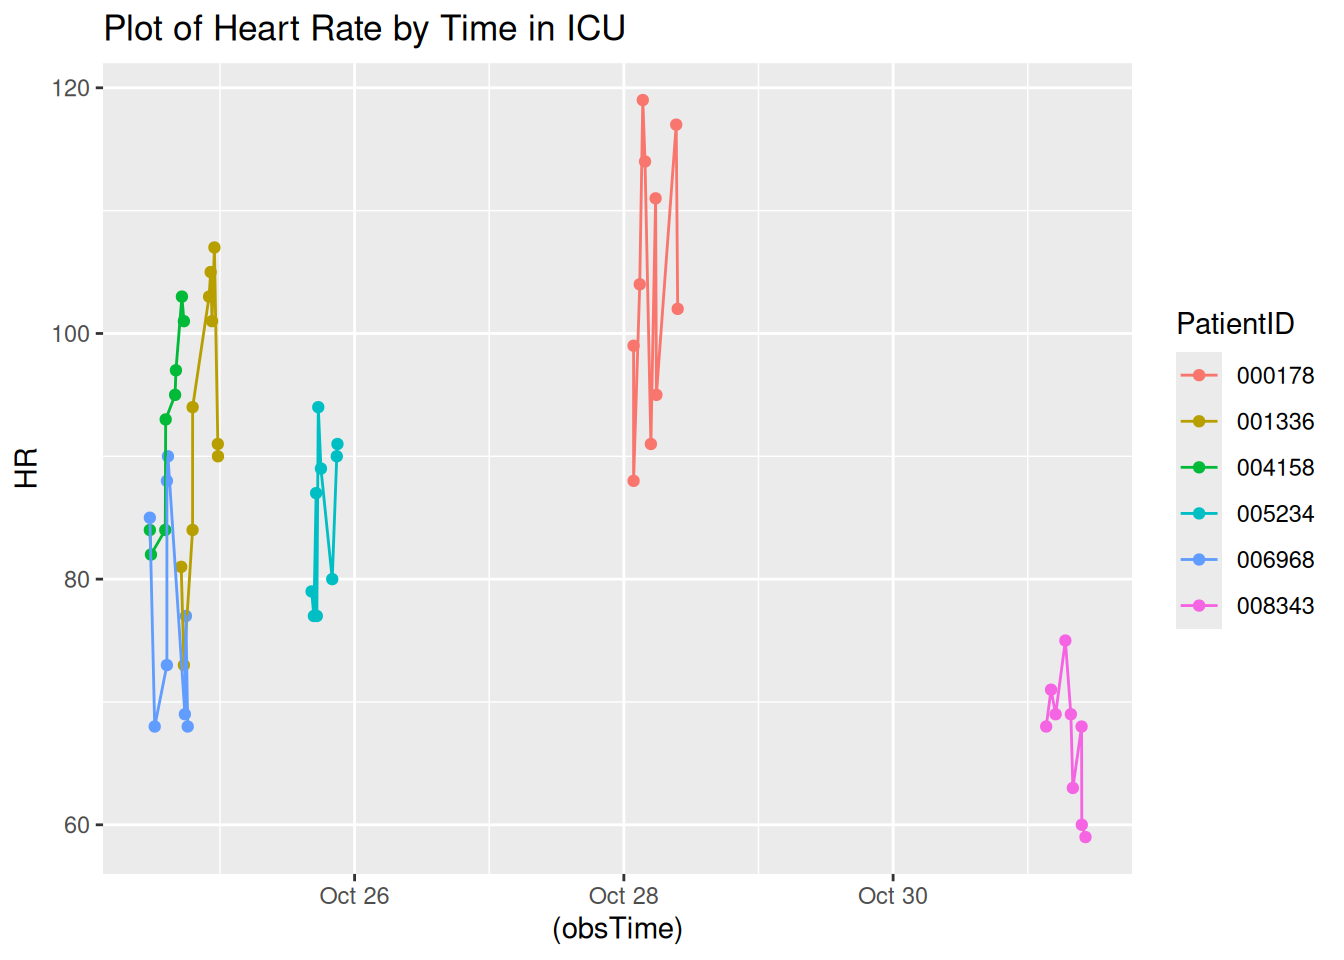 Plot of Heart Rate by Time in ICU
120
100
80
60
HR
Oct 26
Oct 28
Oct 30
(obsTime)
PatientID
000178
001336
004158
005234
006968
008343